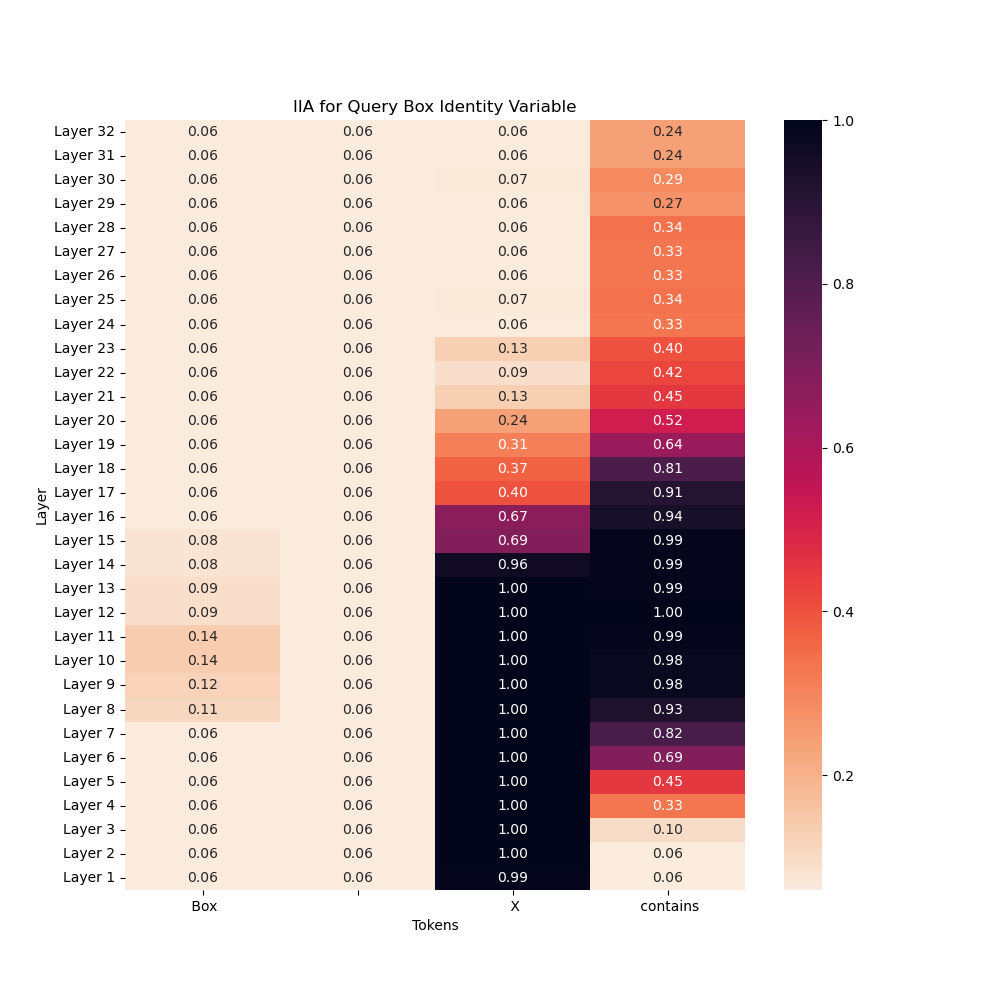 IIA for Query Box Identity Variable
Layer 32 0.06 0.06 0.06 0.24
Layer 31 0.06 0.06 0.06 0.24
Layer 30 0.06 0.06 0.07 0.29
Layer 29 0.06 0.06 0.06 0.27
Layer 28 0.06 0.06 0.06 0.34
Layer 27 0.06 0.06 0.06 0.33
Layer 26 0.06 0.06 0.06 0.33
Layer 25 0.06 0.06 0.07 0.34
Layer 24 0.06 0.06 0.06 0.33
Layer 23 0.06 0.06 0.13 0.40
Layer 22 0.06 0.06 0.09 0.42
Layer 21 0.06 0.06 0.13 0.45
Layer 20 0.06 0.06 0.24 0.52
Layer 19 0.06 0.06 0.31 0.64
Layer 18 0.06 0.06 0.37 0.81
Layer 17 0.06 0.06 0.40 0.91
Layer 16 0.06 0.06 0.67 0.94
Layer 15 0.08 0.06 0.69 0.99
Layer 14 0.08 0.06 0.96 0.99
Layer 13 0.09 0.06 1.00 0.99
Layer 12 0.09 0.06 1.00 1.00
Layer 11 0.14 0.06 1.00 0.99
Layer 10 0.14 0.06 1.00 0.98
Layer 9 0.12 0.06 1.00 0.98
Layer 8 0.11 0.06 1.00 0.93
Layer 7 0.06 0.06 1.00 0.82
Layer 6 0.06 0.06 1.00 0.69
Layer 5 0.06 0.06 1.00 0.45
Layer 4 0.06 0.06 1.00 0.33
Layer 3 0.06 0.06 1.00 0.10
Layer 2 0.06 0.06 1.00 0.06
Layer 1 0.06 0.06 0.99 0.06
Layer
Box X contains
Tokens
1.0
0.8
0.6
0.4
0.2